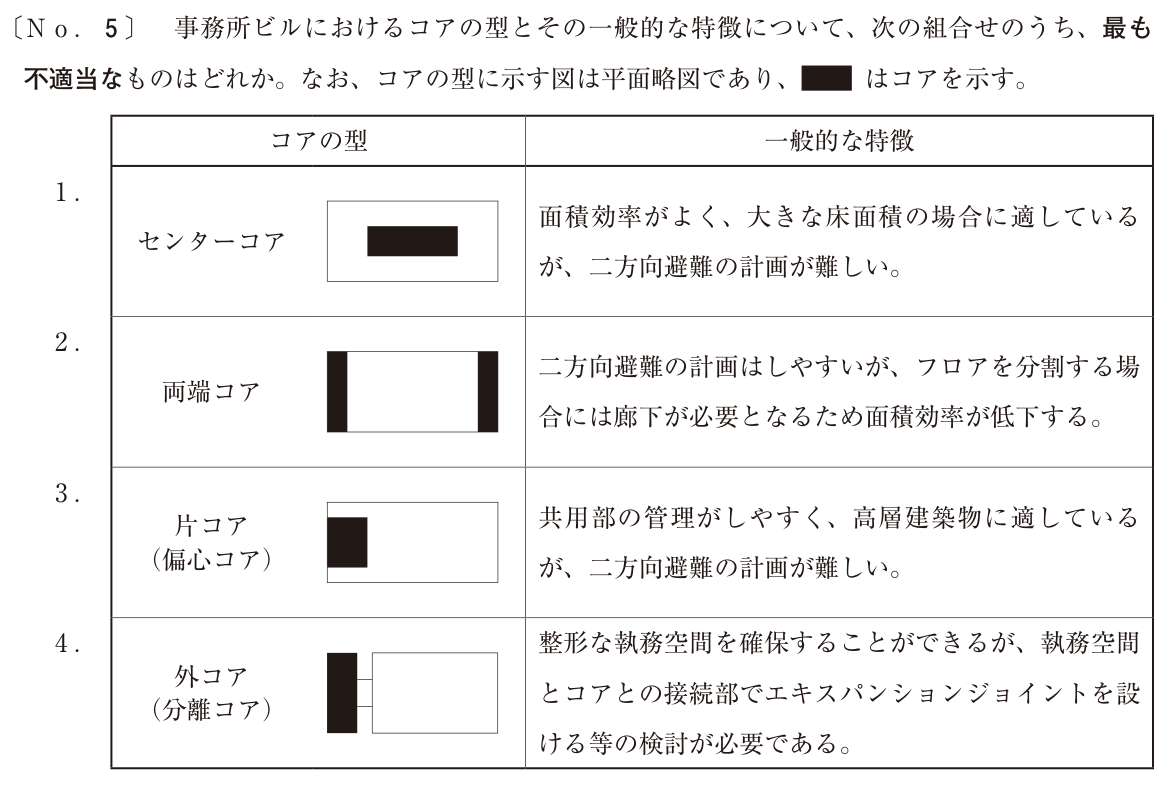 〔Ｎｏ．５〕 事務所ビルにおけるコアの型とその一般的な特徴について、次の組合せのうち、最も
不適当なものはどれか。なお、コアの型に示す図は平面略図であり、 はコアを示す。
コアの型 一般的な特徴
１．
センターコア
面積効率がよく、大きな床面積の場合に適している
が、二方向避難の計画が難しい。
２．
両端コア
二方向避難の計画はしやすいが、フロアを分割する場
合には廊下が必要となるため面積効率が低下する。
３．
片コア
（偏心コア）
共用部の管理がしやすく、高層建築物に適している
が、二方向避難の計画が難しい。
４．
外コア
（分離コア）
整形な執務空間を確保することができるが、執務空間
とコアとの接続部でエキスパンションジョイントを設
ける等の検討が必要である。